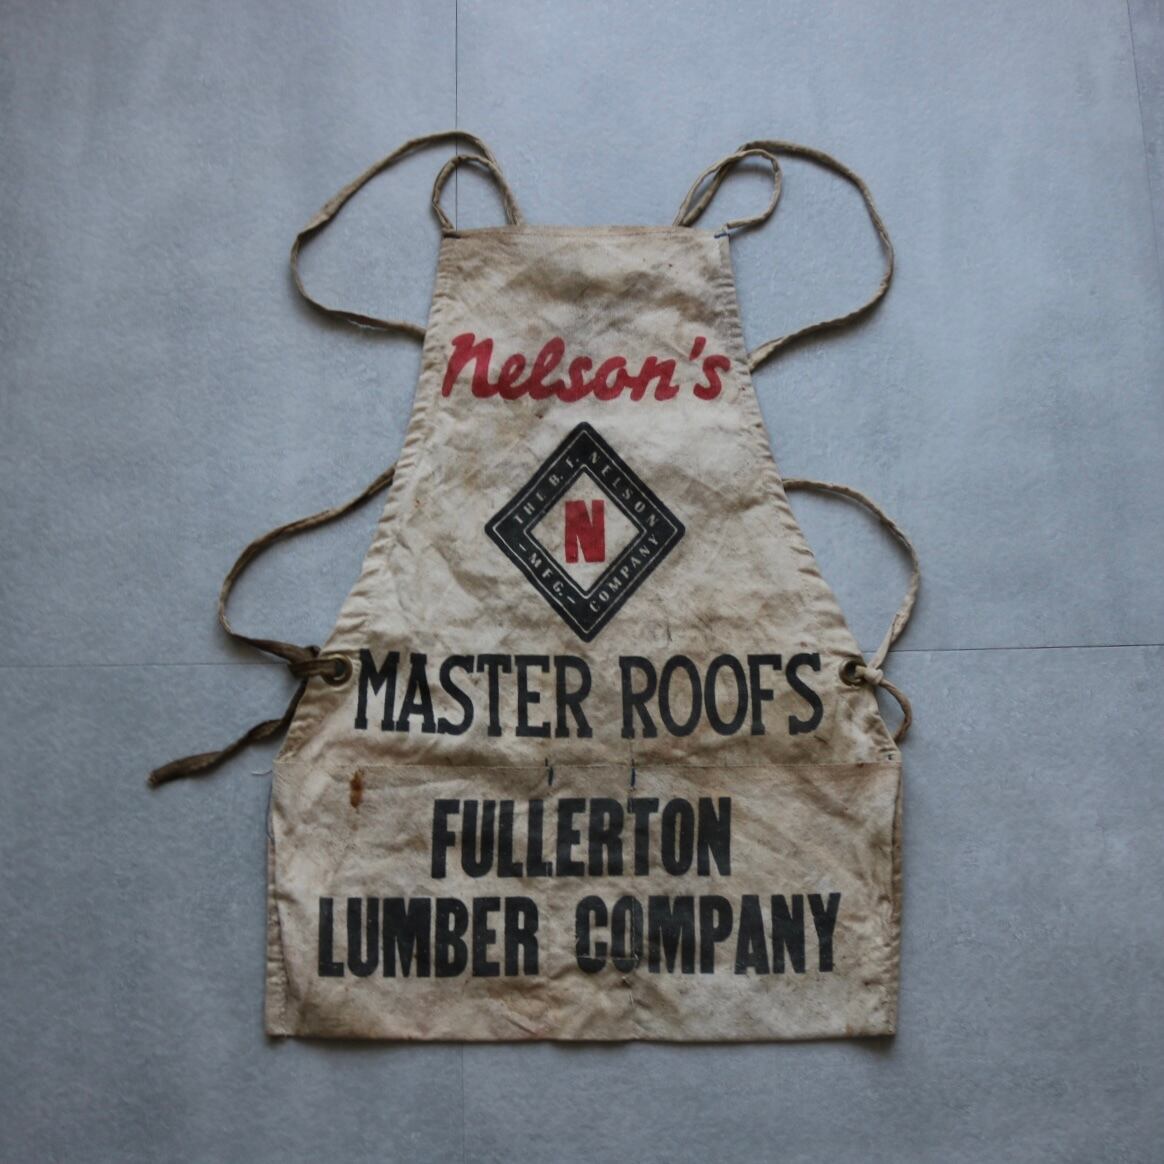 Nelson's
THE B. F. NELSON
N
-MFG.- COMPANY
MASTER ROOFS
FULLERTON
LUMBER COMPANY